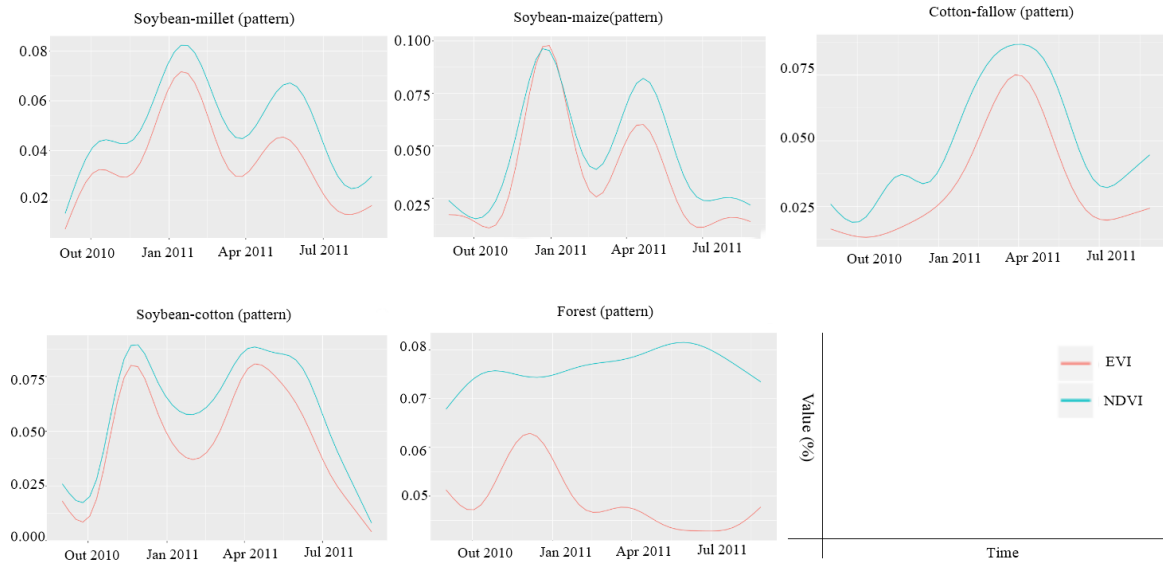 Soybean-millet (pattern)
0.08
0.06
0.04
0.02
Out 2010
Jan 2011
Apr 2011
Jul 2011
Soybean-maize(pattern)
0.100
0.075
0.050
0.025
Out 2010
Jan 2011
Apr 2011
Jul 2011
Cotton-fallow (pattern)
0.075
0.050
0.025
Out 2010
Jan 2011
Apr 2011
Jul 2011
Soybean-cotton (pattern)
0.075
0.050
0.025
0.000
Out 2010
Jan 2011
Apr 2011
Jul 2011
Forest (pattern)
0.08
0.07
0.06
0.05
Out 2010
Jan 2011
Apr 2011
Jul 2011
Value (%)
Time
EVI
NDVI